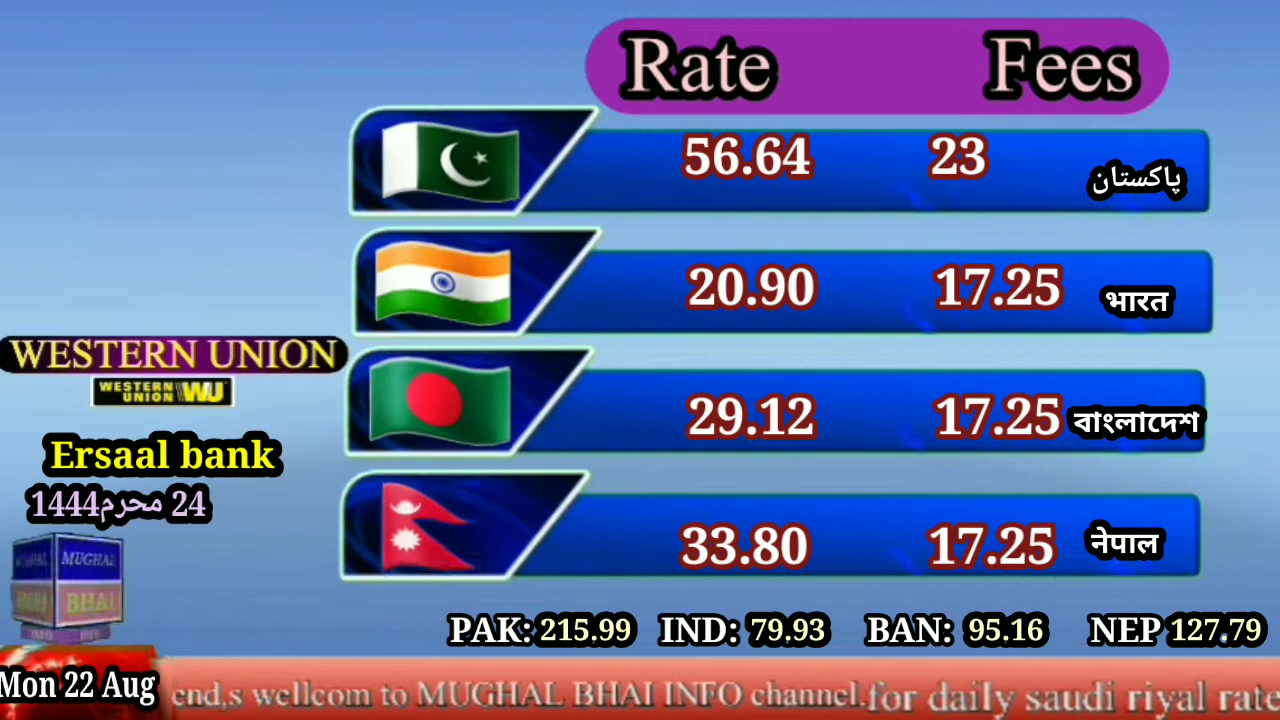 Rate Fees
56.64 23 پاکستان
20.90 17.25 भारत
WESTERN UNION
WESTERN UNION WU
29.12 17.25 বাংলাদেশ
Ersaal bank
24 محرم1444
33.80 17.25 नेपाल
MUGHAL
BHAI
INFO
PAK: 215.99 IND: 79.93 BAN: 95.16 NEP 127.79
Mon 22 Aug
end,s wellcom to MUGHAL BHAI INFO channel.for daily saudi riyal rate